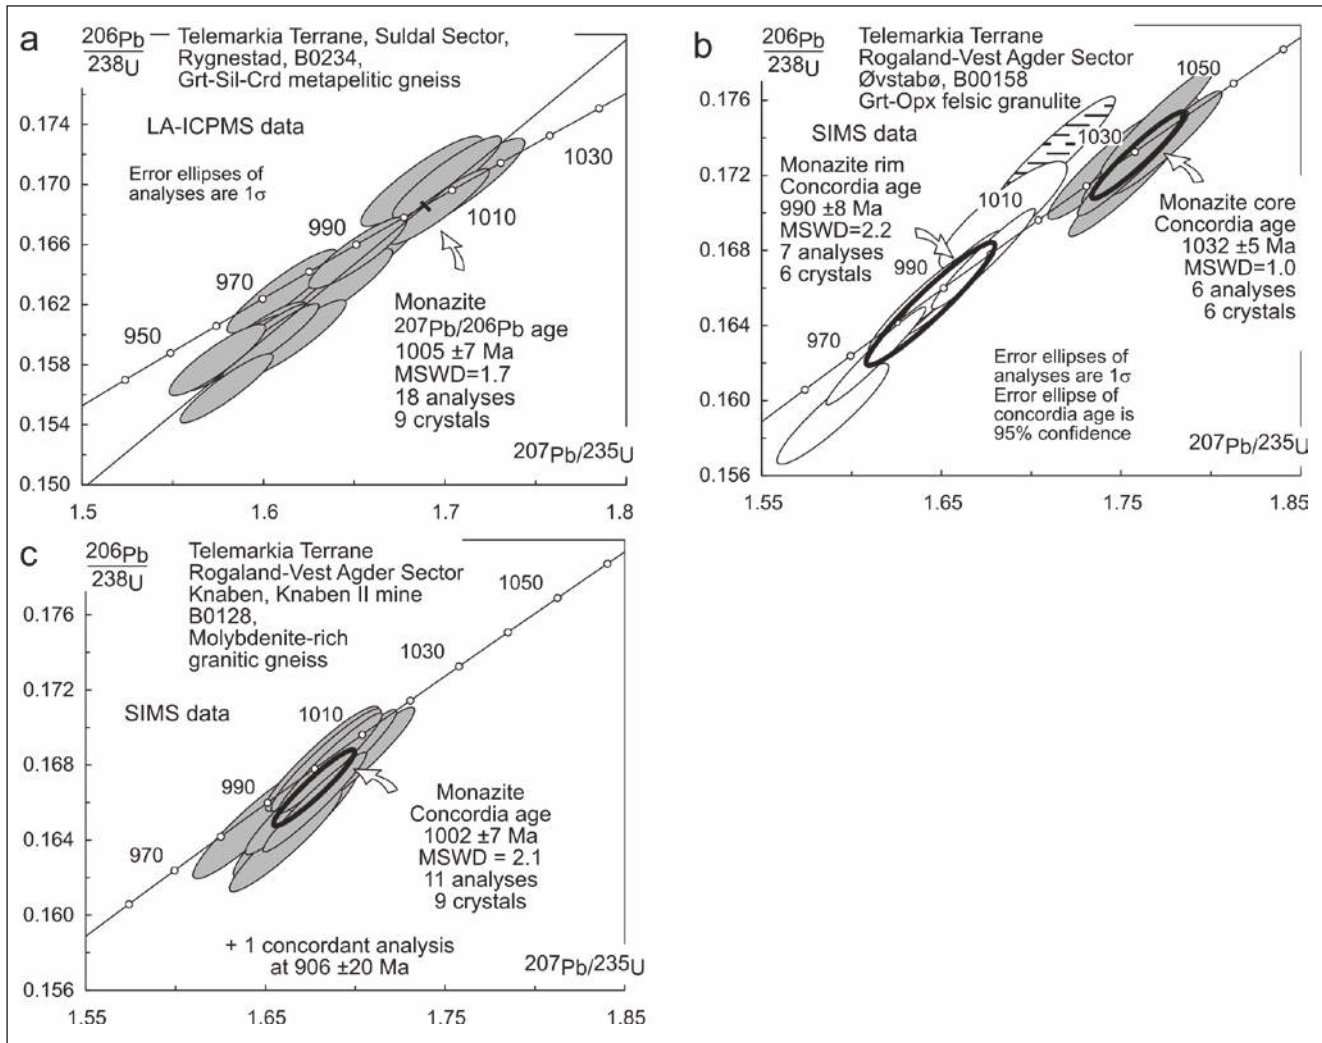 a
206Pb
238U
Telemarkia Terrane, Suldal Sector,
Rygnestad, B0234,
Grt-Sil-Crd metapelitic gneiss
LA-ICPMS data
Error ellipses of
analyses are 1σ
0.174
0.170
0.166
0.162
0.158
0.154
0.150
1030
1010
990
970
950
Monazite
207Pb/206Pb age
1005 ±7 Ma
MSWD=1.7
18 analyses
9 crystals
207Pb/235U
1.5
1.6
1.7
1.8
b
206Pb
238U
Telemarkia Terrane
Rogaland-Vest Agder Sector
Øvstabø, B00158
Grt-Opx felsic granulite
SIMS data
0.176
0.172
0.168
0.164
0.160
0.156
1050
1030
1010
990
970
Monazite rim
Concordia age
990 ±8 Ma
MSWD=2.2
7 analyses
6 crystals
Monazite core
Concordia age
1032 ±5 Ma
MSWD=1.0
6 analyses
6 crystals
Error ellipses of
analyses are 1σ
Error ellipse of
concordia age is
95% confidence
207Pb/235U
1.55
1.65
1.75
1.85
c
206Pb
238U
Telemarkia Terrane
Rogaland-Vest Agder Sector
Knaben, Knaben II mine
B0128,
Molybdenite-rich
granitic gneiss
SIMS data
0.176
0.172
0.168
0.164
0.160
0.156
1050
1030
1010
990
970
Monazite
Concordia age
1002 ±7 Ma
MSWD = 2.1
11 analyses
9 crystals
+ 1 concordant analysis
at 906 ±20 Ma
207Pb/235U
1.55
1.65
1.75
1.85